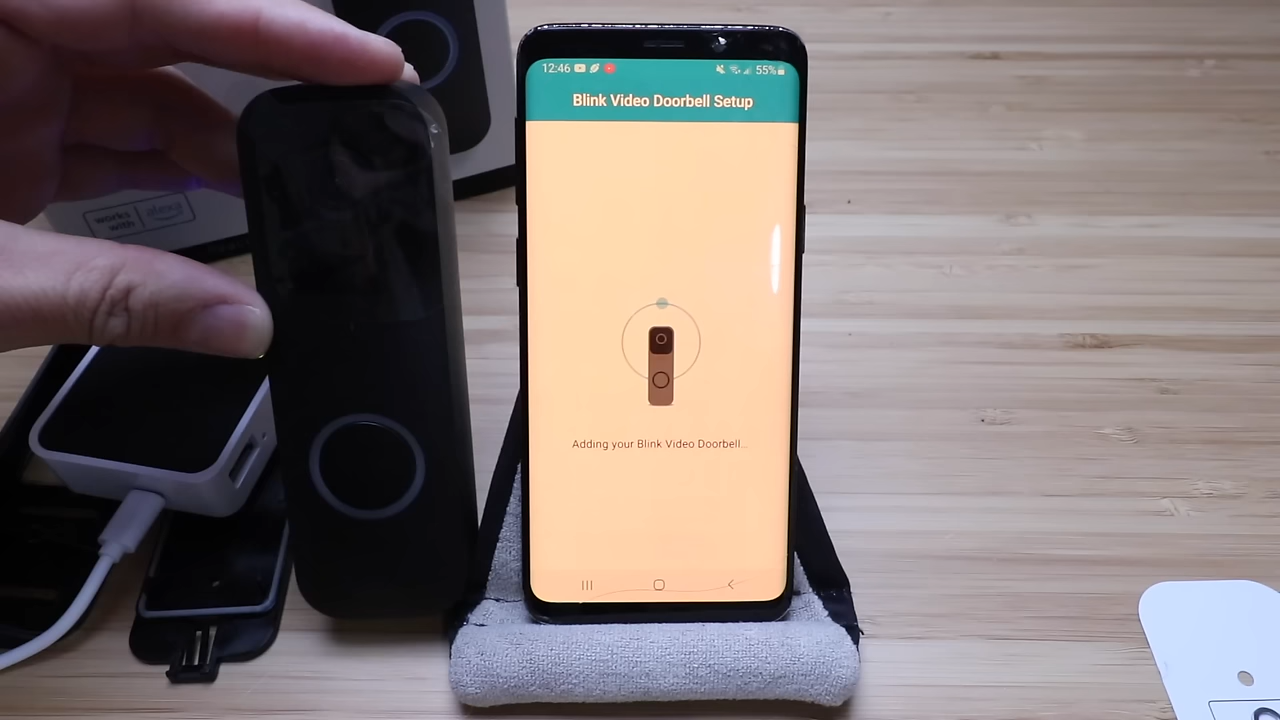 12:46
55%
Blink Video Doorbell Setup
works
with
alexa
Adding your Blink Video Doorbell...